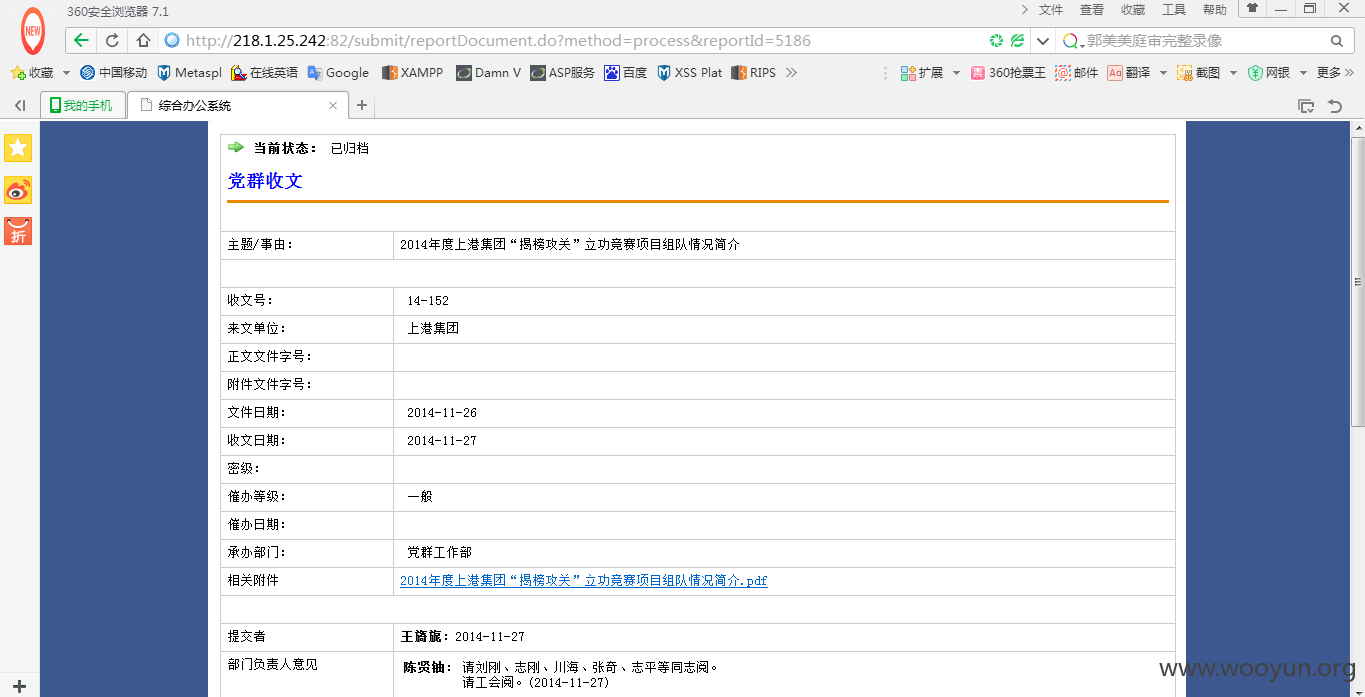 360安全浏览器 7.1
文件 查看 收藏 工具 帮助
NEW
http://218.1.25.242:82/submit/reportDocument.do?method=process&reportId=5186
郭美美庭审完整录像
收藏 中国移动 Metaspl 在线英语 Google XAMPP Damn V ASP服务 百度 XSS Plat RIPS 扩展 360抢票王 邮件 翻译 截图 网银 更多
我的手机 综合办公系统
当前状态： 已归档
党群收文
主题/事由： 2014年度上港集团“揭榜攻关”立功竞赛项目组队情况简介
收文号： 14-152
来文单位： 上港集团
正文文件字号：
附件文件字号：
文件日期： 2014-11-26
收文日期： 2014-11-27
密级：
催办等级： 一般
催办日期：
承办部门： 党群工作部
相关附件 2014年度上港集团“揭榜攻关”立功竞赛项目组队情况简介.pdf
提交者 王旖旎：2014-11-27
部门负责人意见 陈贤铀： 请刘刚、志刚、川海、张奇、志平等同志阅。
请工会阅。(2014-11-27)
折
www.wooyun.org